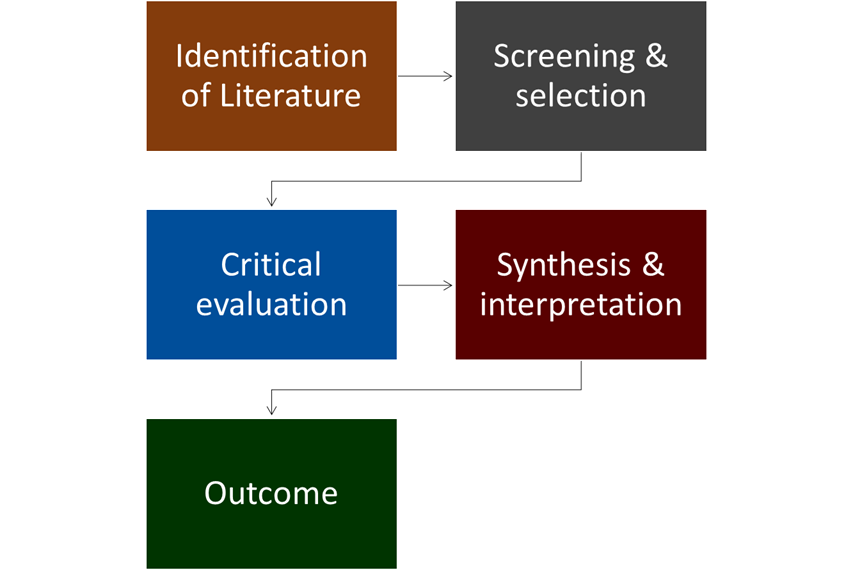 Identification
of Literature
Screening &
selection
Critical
evaluation
Synthesis &
interpretation
Outcome